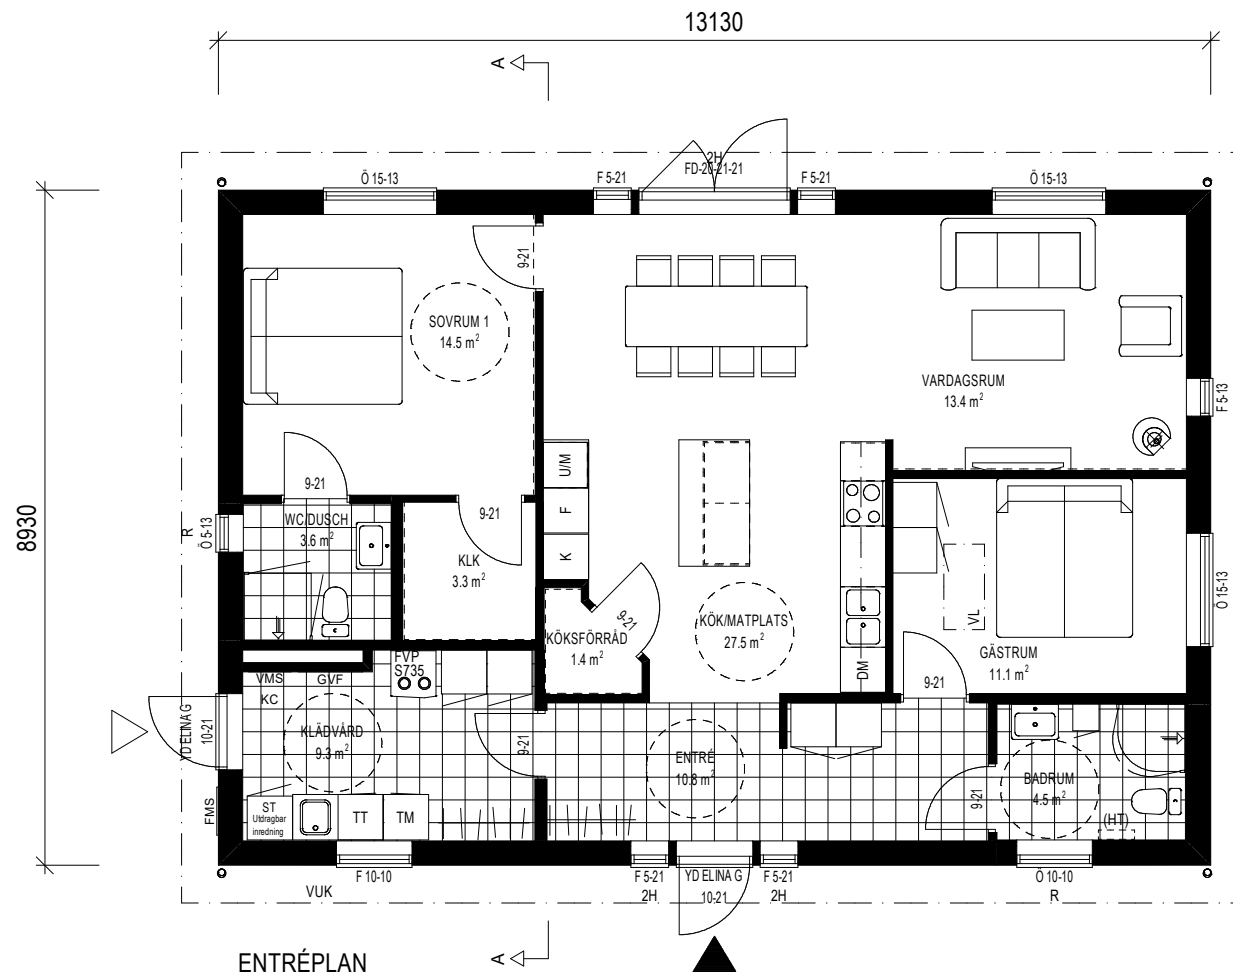 13130
A
2H
FD-20-21-21
Ö 15-13
F 5-21
F 5-21
Ö 15-13
9-21
SOVRUM 1
14.5 m²
VARDAGSRUM
13.4 m²
F 5-13
8930
U/M
F
K
9-21
9-21
R
Ö 5-13
WC/DUSCH
3.6 m²
KLK
3.3 m²
9-21
KÖKSFÖRRÅD
1.4 m²
KÖK/MATPLATS
27.5 m²
DM
VL
GÄSTRUM
11.1 m²
Ö 15-13
9-21
VMS
KC
GVF
FVP
S735
YD ELINA G
10-21
KLÄDVÅRD
9.3 m²
9-21
ENTRÉ
10.8 m²
9-21
BADRUM
4.5 m²
(HT)
FMS
ST
Utdragbar
inredning
TT
TM
F 10-10
VUK
F 5-21
2H
YD ELINA G
10-21
F 5-21
2H
Ö 10-10
R
A
ENTRÉPLAN